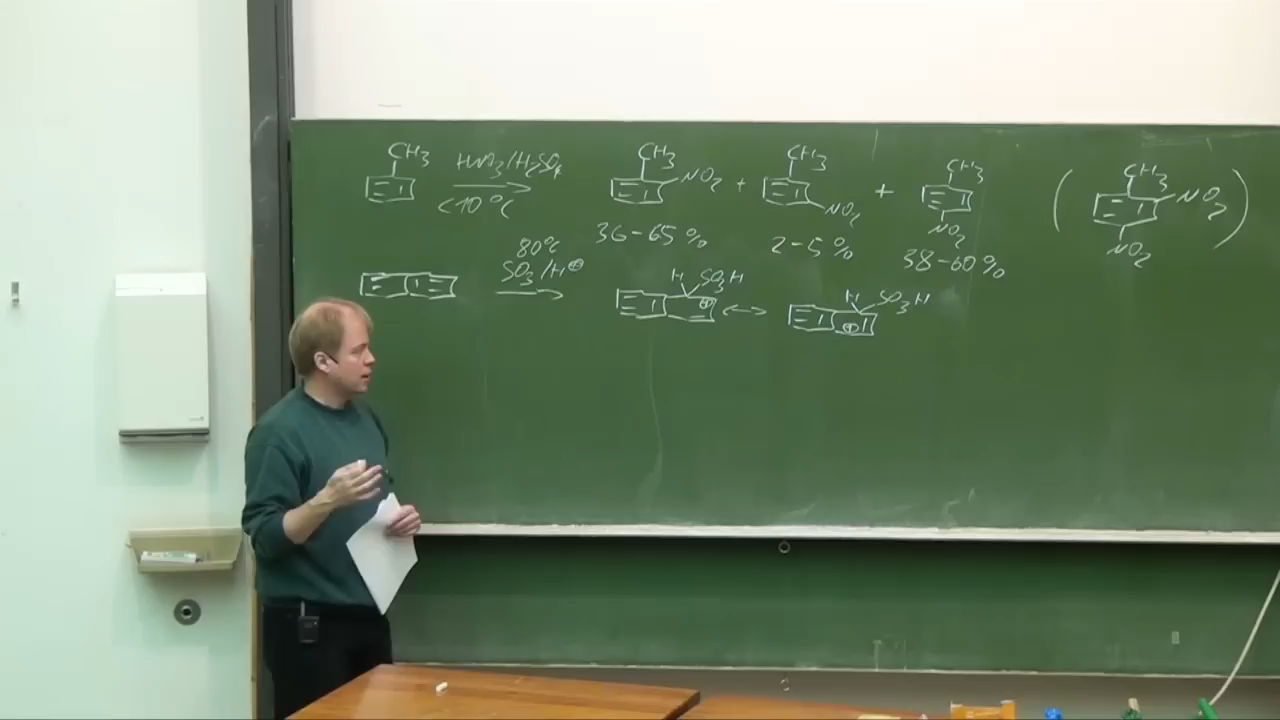 CH3 HNO3/H2SO4 <10°C
CH3 NO2 + CH3 NO2 + CH3 NO2 ( CH3 NO2 NO2 )
36-65% 2-5% 38-60%
80°C
SO3/H⊕
H SO3H ⊕ ↔ H SO3H ⊕